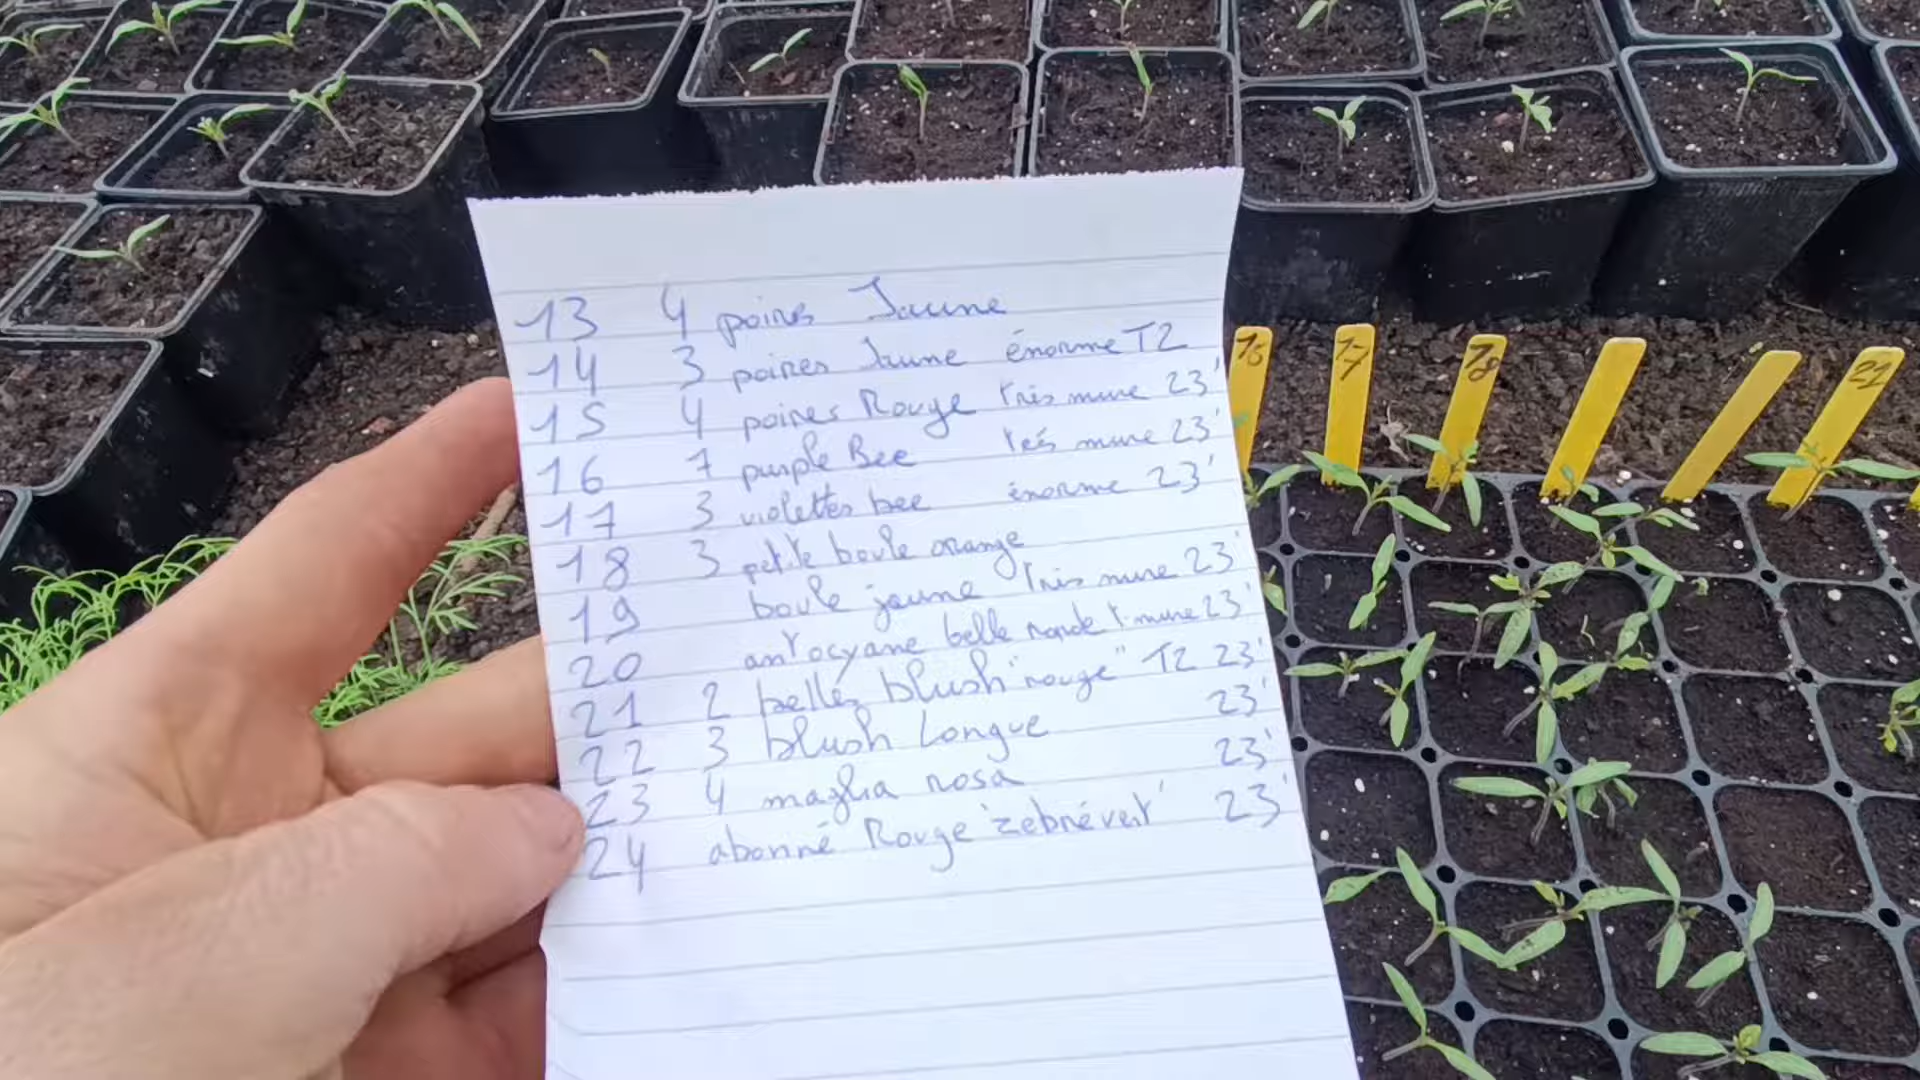 13 4 poires Jaune
14 3 poires Jaune énorme T2
15 4 poires Rouge très mure 23'
16 7 purple Bee très mure 23'
17 3 violettes bee énorme 23'
18 3 petite boule orange
19 boule jaune très mure 23'
20 antocyane belle ronde t. mure 23'
21 2 belles blush "rouge" T2 23'
22 3 blush Longue 23'
23 4 maglia rosa 23'
24 abonné Rouge 'zebré vert' 23'
16
17
18
21